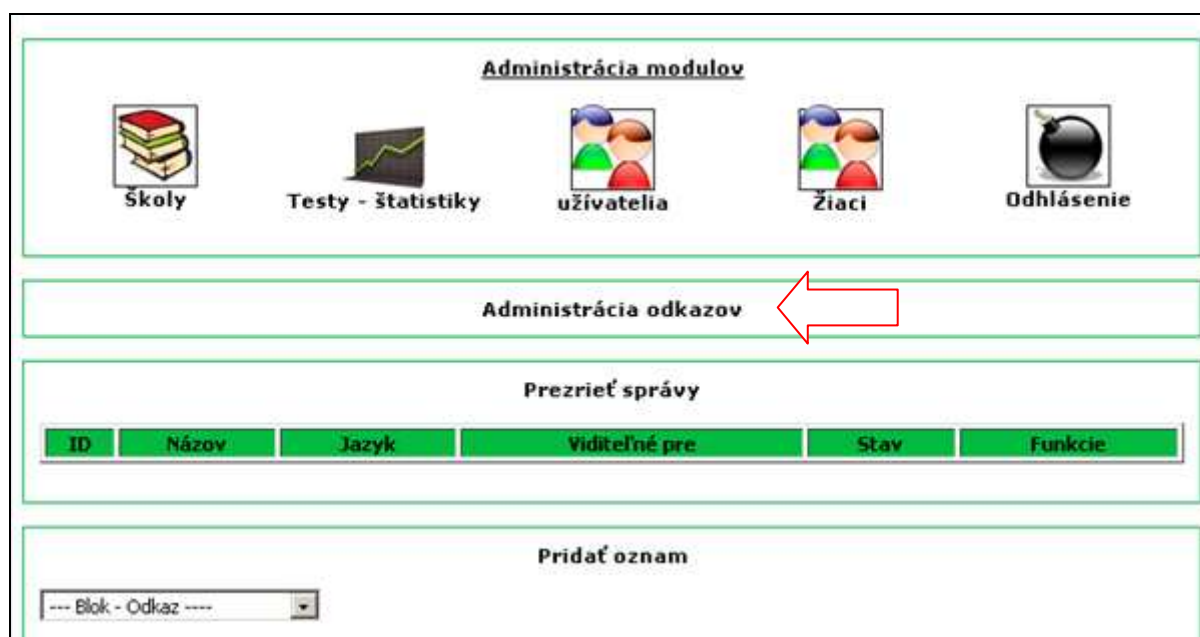 Administrácia modulov
Školy Testy - štatistiky užívatelia Žiaci Odhlásenie
Administrácia odkazov
Prezrieť správy
ID Názov Jazyk Viditeľné pre Stav Funkcie
Pridať oznam
--- Blok - Odkaz ----